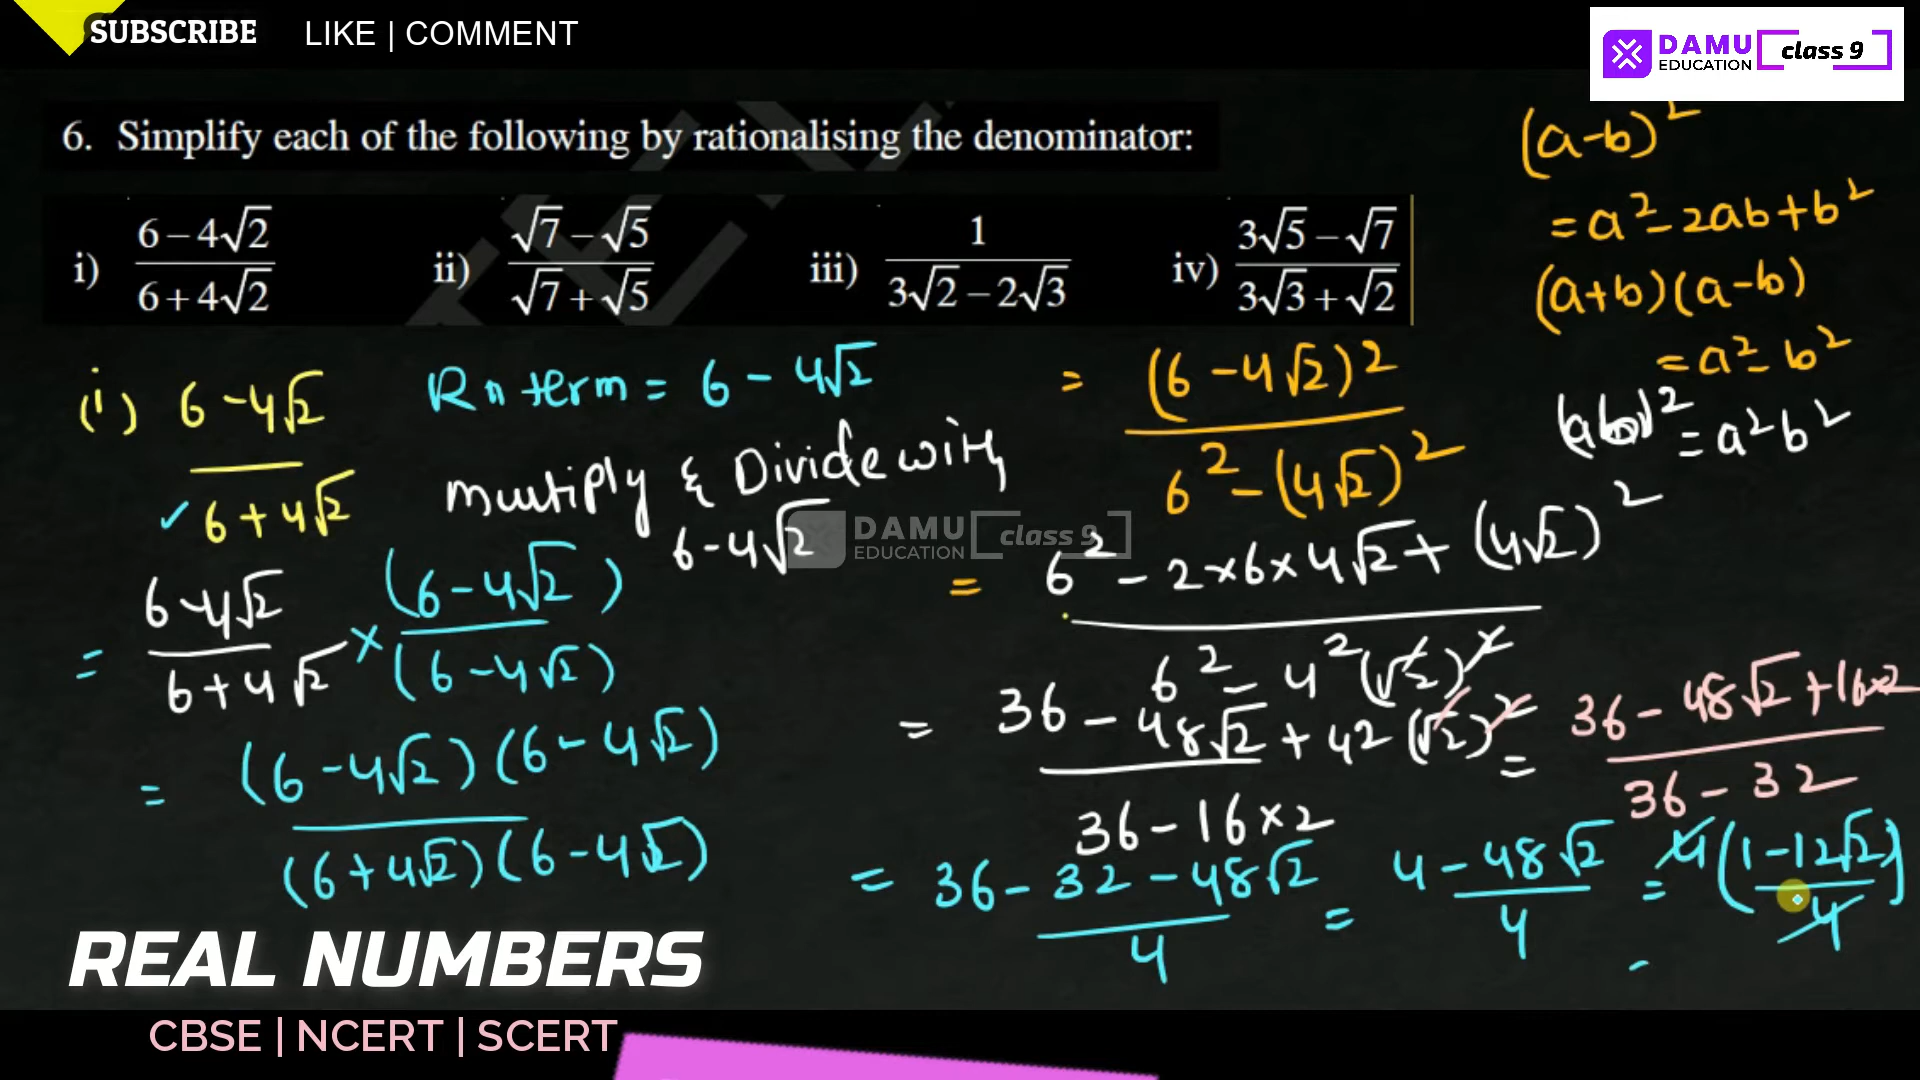 SUBSCRIBE LIKE | COMMENT
DAMU EDUCATION class 9
6. Simplify each of the following by rationalising the denominator:
i) (6 – 4√2)/(6 + 4√2) ii) (√7 – √5)/(√7 + √5) iii) 1/(3√2 – 2√3) iv) (3√5 – √7)/(3√3 + √2)
(a-b)²
= a² - 2ab + b²
(a+b)(a-b)
= a² - b²
(ab)² = a²b²
(i) (6 - 4√2)/(6 + 4√2)
Rn term = 6 - 4√2
multiply & Divide with
6 - 4√2
= (6-4√2)/(6+4√2) × (6-4√2)/(6-4√2)
= (6-4√2)(6-4√2)/(6+4√2)(6-4√2)
= (6-4√2)²/6² - (4√2)²
= 6² - 2×6×4√2 + (4√2)²/6² - 4²(√2)²
= 36 - 48√2 + 42(√2)²/36 - 16×2
= 36 - 48√2 + 16×2/36 - 32
= 36 - 32 - 48√2/4
= 4 - 48√2/4
= 4(1 - 12√2)/4
=
DAMU EDUCATION class 9
REAL NUMBERS
CBSE | NCERT | SCERT